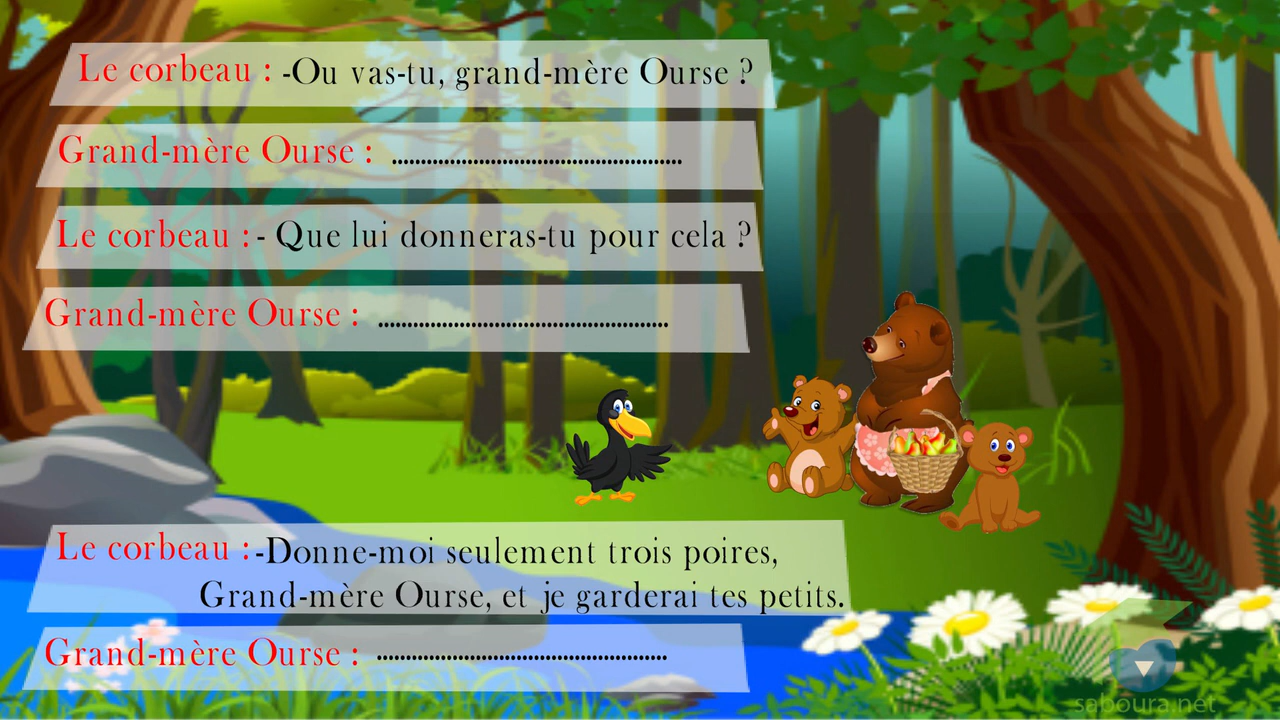 Le corbeau : -Ou vas-tu, grand-mère Ourse ?
Grand-mère Ourse : ................................................
Le corbeau : - Que lui donneras-tu pour cela ?
Grand-mère Ourse : ................................................
Le corbeau : -Donne-moi seulement trois poires,
Grand-mère Ourse, et je garderai tes petits.
Grand-mère Ourse : ................................................
saboura.net